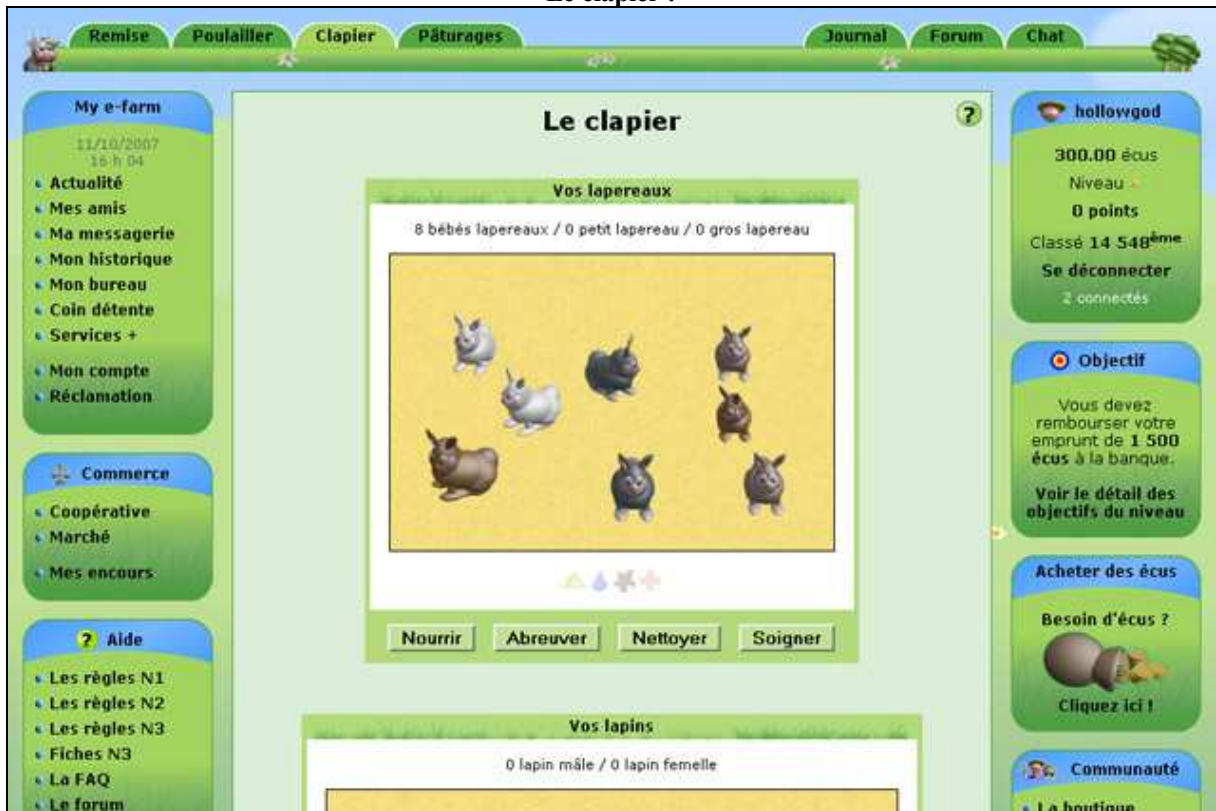 Le clapier :
Remise Poulailler Clapier Pâturages Journal Forum Chat
My e-farm
11/10/2007
16 h 04
Actualité
Mes amis
Ma messagerie
Mon historique
Mon bureau
Coin détente
Services +
Mon compte
Réclamation
Commerce
Coopérative
Marché
Mes encours
? Aide
Les règles N1
Les règles N2
Les règles N3
Fiches N3
La FAQ
Le forum
Le clapier
?
Vos lapereaux
8 bébés lapereaux / 0 petit lapereau / 0 gros lapereau
Nourrir Abreuver Nettoyer Soigner
Vos lapins
0 lapin mâle / 0 lapin femelle
hollowgod
300.00 écus
Niveau
0 points
Classé 14 548ème
Se déconnecter
2 connectés
Objectif
Vous devez
rembourser votre
emprunt de 1 500
écus à la banque.
Voir le détail des
objectifs du niveau
Acheter des écus
Besoin d'écus ?
Cliquez ici !
Communauté
La boutique